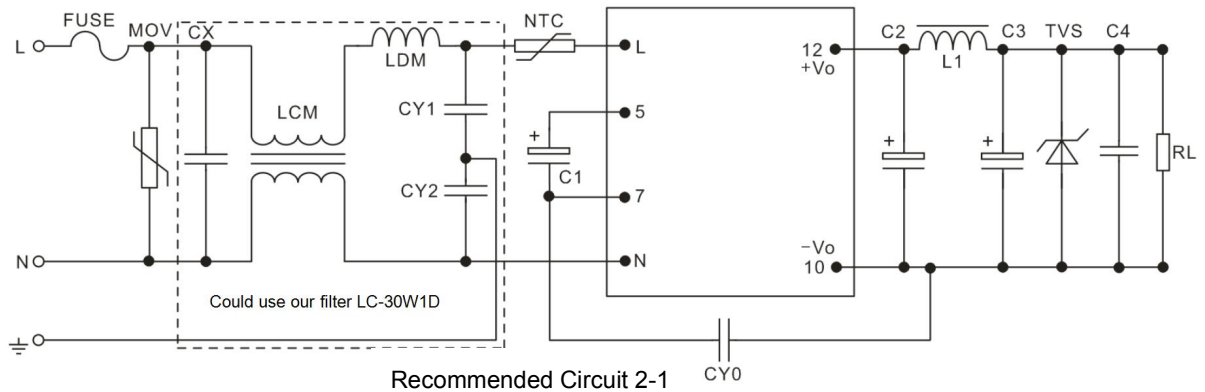 FUSE
MOV
CX
L
LCM
LDM
CY1
CY2
NTC
L
5
+
C1
7
N
12
+Vo
-Vo
10
C2
L1
C3
TVS
C4
+
+
RL
N
Could use our filter LC-30W1D
CY0
Recommended Circuit 2-1